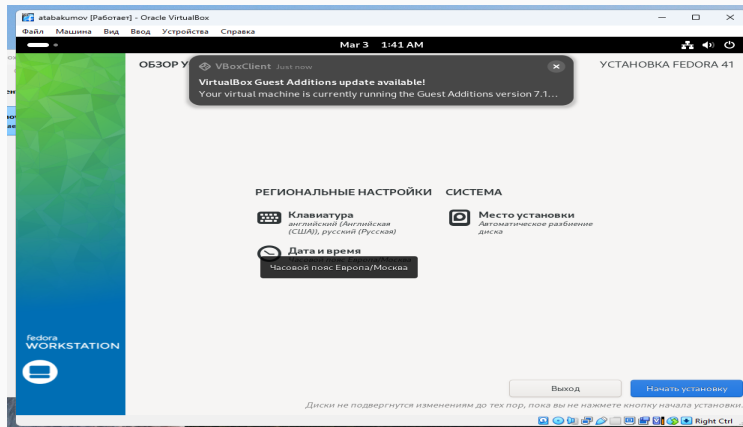 atabakumov [Работает] - Oracle VirtualBox
Файл Машина Вид Ввод Устройства Справка
Mar 3 1:41 AM
ОБЗОР У
УСТАНОВКА FEDORA 41
VBoxClient Just now
VirtualBox Guest Additions update available!
Your virtual machine is currently running the Guest Additions version 7.1...
РЕГИОНАЛЬНЫЕ НАСТРОЙКИ
Клавиатура
английский (Английская
(США)), русский (Русская)
Дата и время
Часовой пояс Европа/Москва
СИСТЕМА
Место установки
Автоматическое разбиение
диска
fedora
WORKSTATION
Выход
Начать установку
Диски не подвергнутся изменениям до тех пор, пока вы не нажмете кнопку начала установки.
Right Ctrl